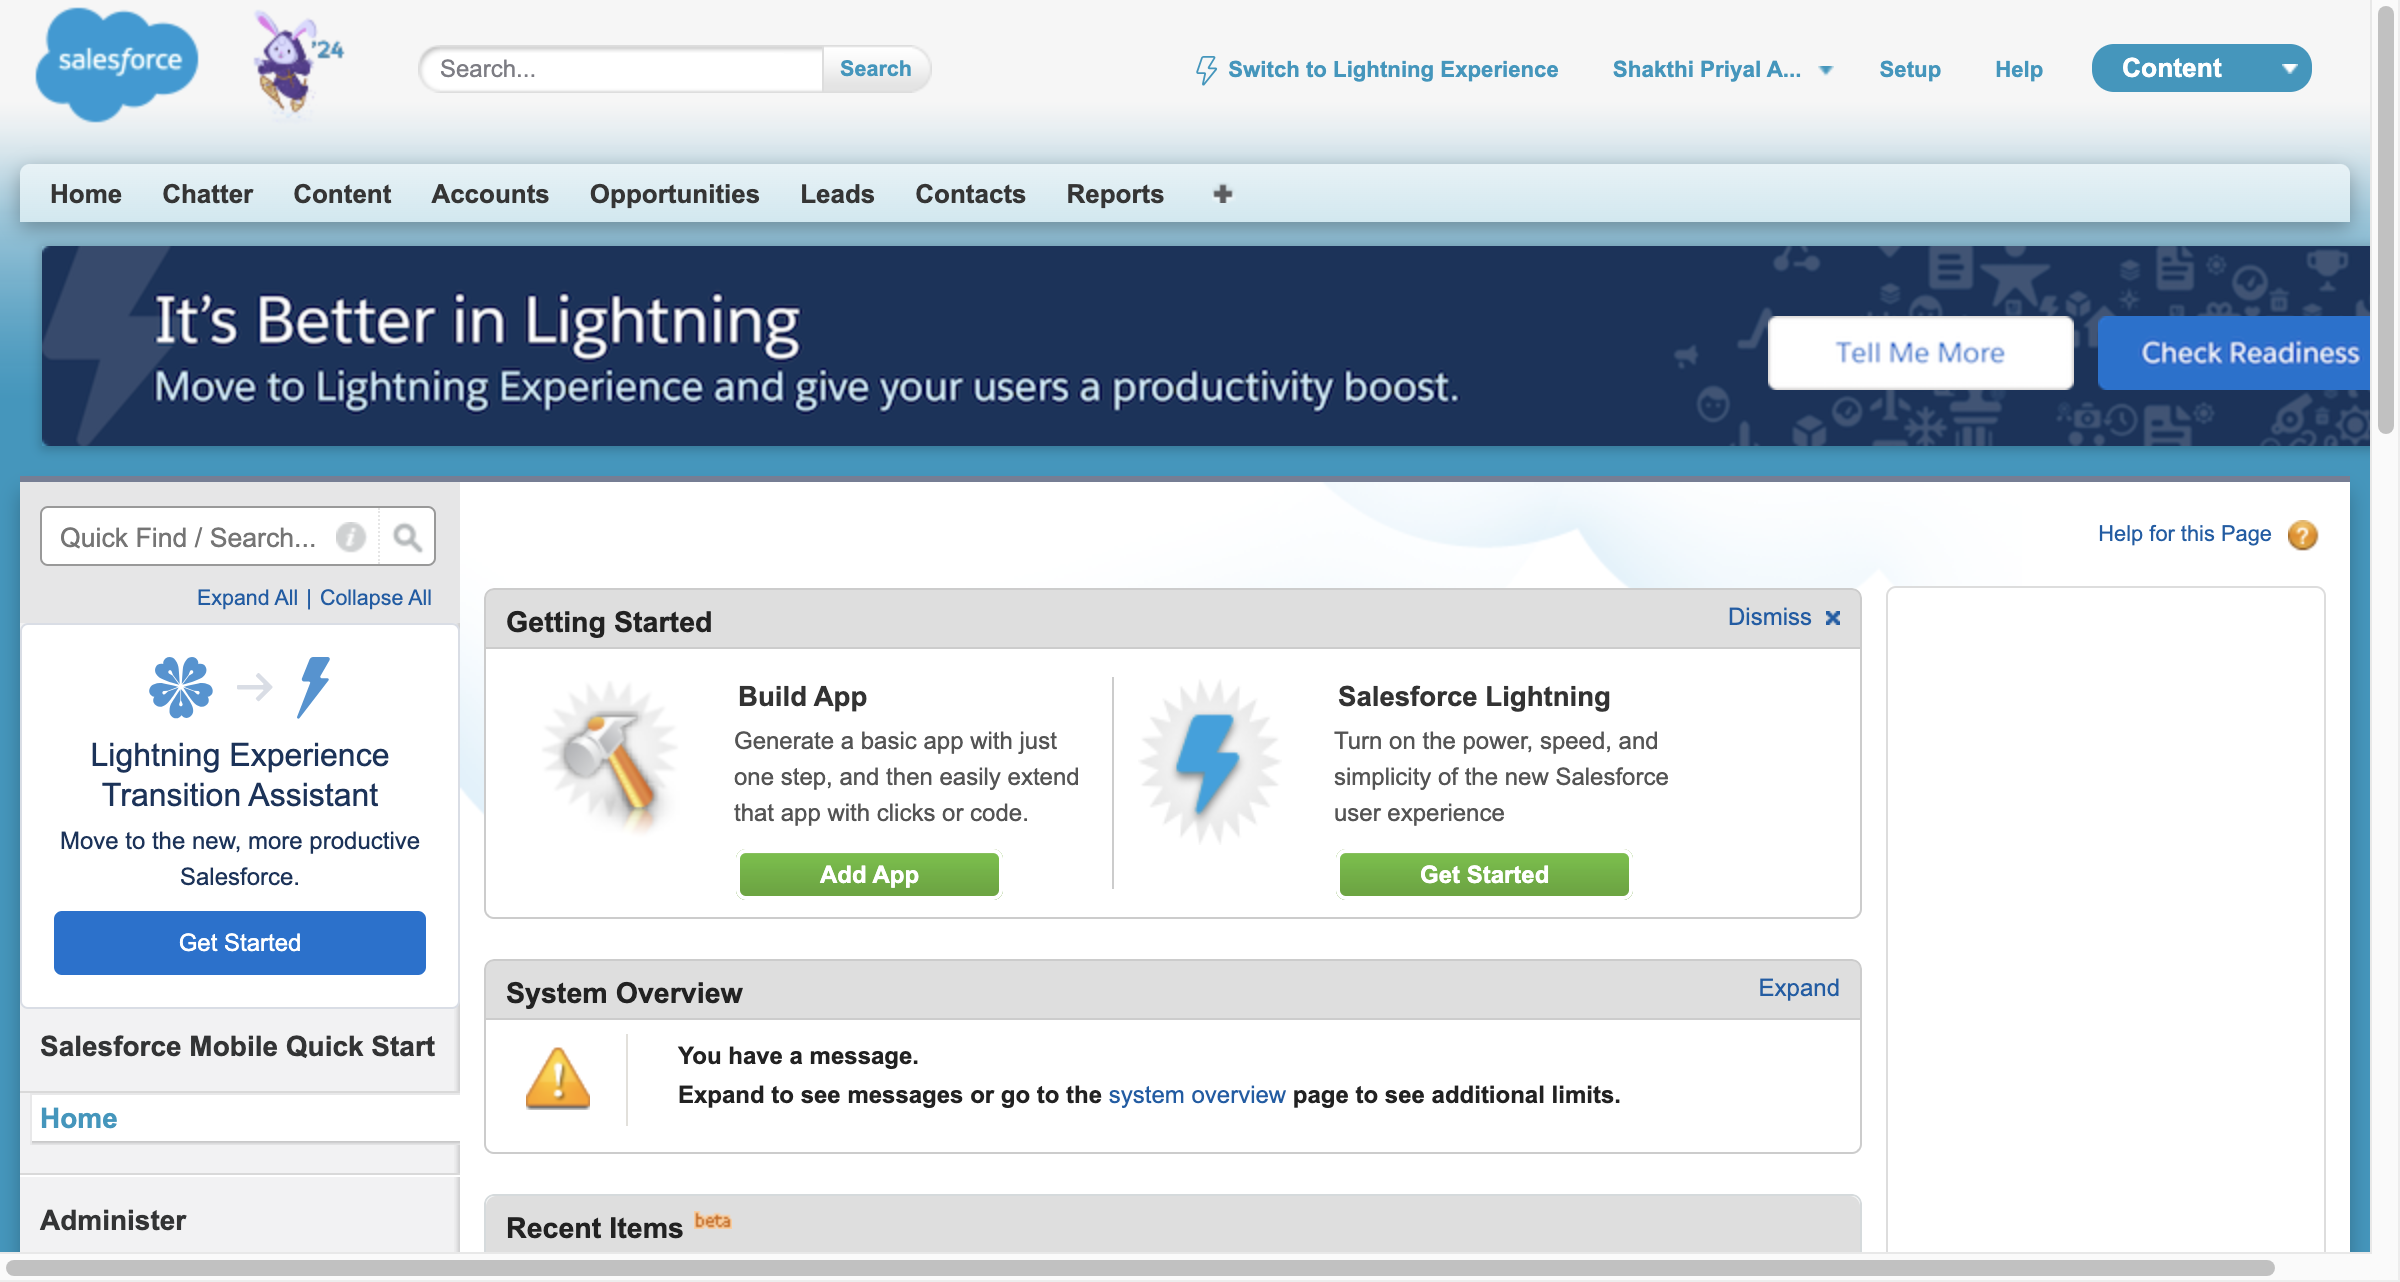 salesforce
'24
Search...
Search
Switch to Lightning Experience
Shakthi Priyal A...
Setup
Help
Content
Home
Chatter
Content
Accounts
Opportunities
Leads
Contacts
Reports
It's Better in Lightning
Move to Lightning Experience and give your users a productivity boost.
Tell Me More
Check Readiness
Quick Find / Search...
Expand All | Collapse All
Lightning Experience
Transition Assistant
Move to the new, more productive
Salesforce.
Get Started
Salesforce Mobile Quick Start
Home
Administer
Help for this Page
Getting Started
Dismiss
Build App
Generate a basic app with just
one step, and then easily extend
that app with clicks or code.
Add App
Salesforce Lightning
Turn on the power, speed, and
simplicity of the new Salesforce
user experience
Get Started
System Overview
Expand
You have a message.
Expand to see messages or go to the system overview page to see additional limits.
Recent Items beta